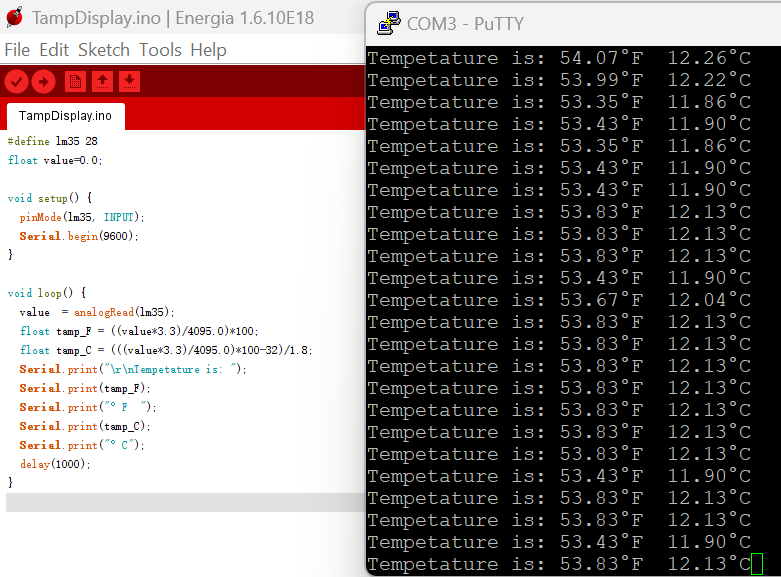 TampDisplay.ino | Energia 1.6.10E18
File Edit Sketch Tools Help
TampDisplay.ino
#define lm35 28
float value=0.0;
void setup() {
pinMode(lm35, INPUT);
Serial.begin(9600);
}
void loop() {
value  = analogRead(lm35);
float tamp_F = ((value*3.3)/4095.0)*100;
float tamp_C = (((value*3.3)/4095.0)*100-32)/1.8;
Serial.print("\r\nTempetature is: ");
Serial.print(tamp_F);
Serial.print("° F  ");
Serial.print(tamp_C);
Serial.print("° C");
delay(1000);
}
COM3 - PuTTY
Tempetature is: 54.07°F  12.26°C
Tempetature is: 53.99°F  12.22°C
Tempetature is: 53.35°F  11.86°C
Tempetature is: 53.43°F  11.90°C
Tempetature is: 53.35°F  11.86°C
Tempetature is: 53.43°F  11.90°C
Tempetature is: 53.43°F  11.90°C
Tempetature is: 53.83°F  12.13°C
Tempetature is: 53.83°F  12.13°C
Tempetature is: 53.83°F  12.13°C
Tempetature is: 53.43°F  11.90°C
Tempetature is: 53.67°F  12.04°C
Tempetature is: 53.83°F  12.13°C
Tempetature is: 53.83°F  12.13°C
Tempetature is: 53.83°F  12.13°C
Tempetature is: 53.83°F  12.13°C
Tempetature is: 53.83°F  12.13°C
Tempetature is: 53.83°F  12.13°C
Tempetature is: 53.83°F  12.13°C
Tempetature is: 53.43°F  11.90°C
Tempetature is: 53.83°F  12.13°C
Tempetature is: 53.83°F  12.13°C
Tempetature is: 53.43°F  11.90°C
Tempetature is: 53.83°F  12.13°C